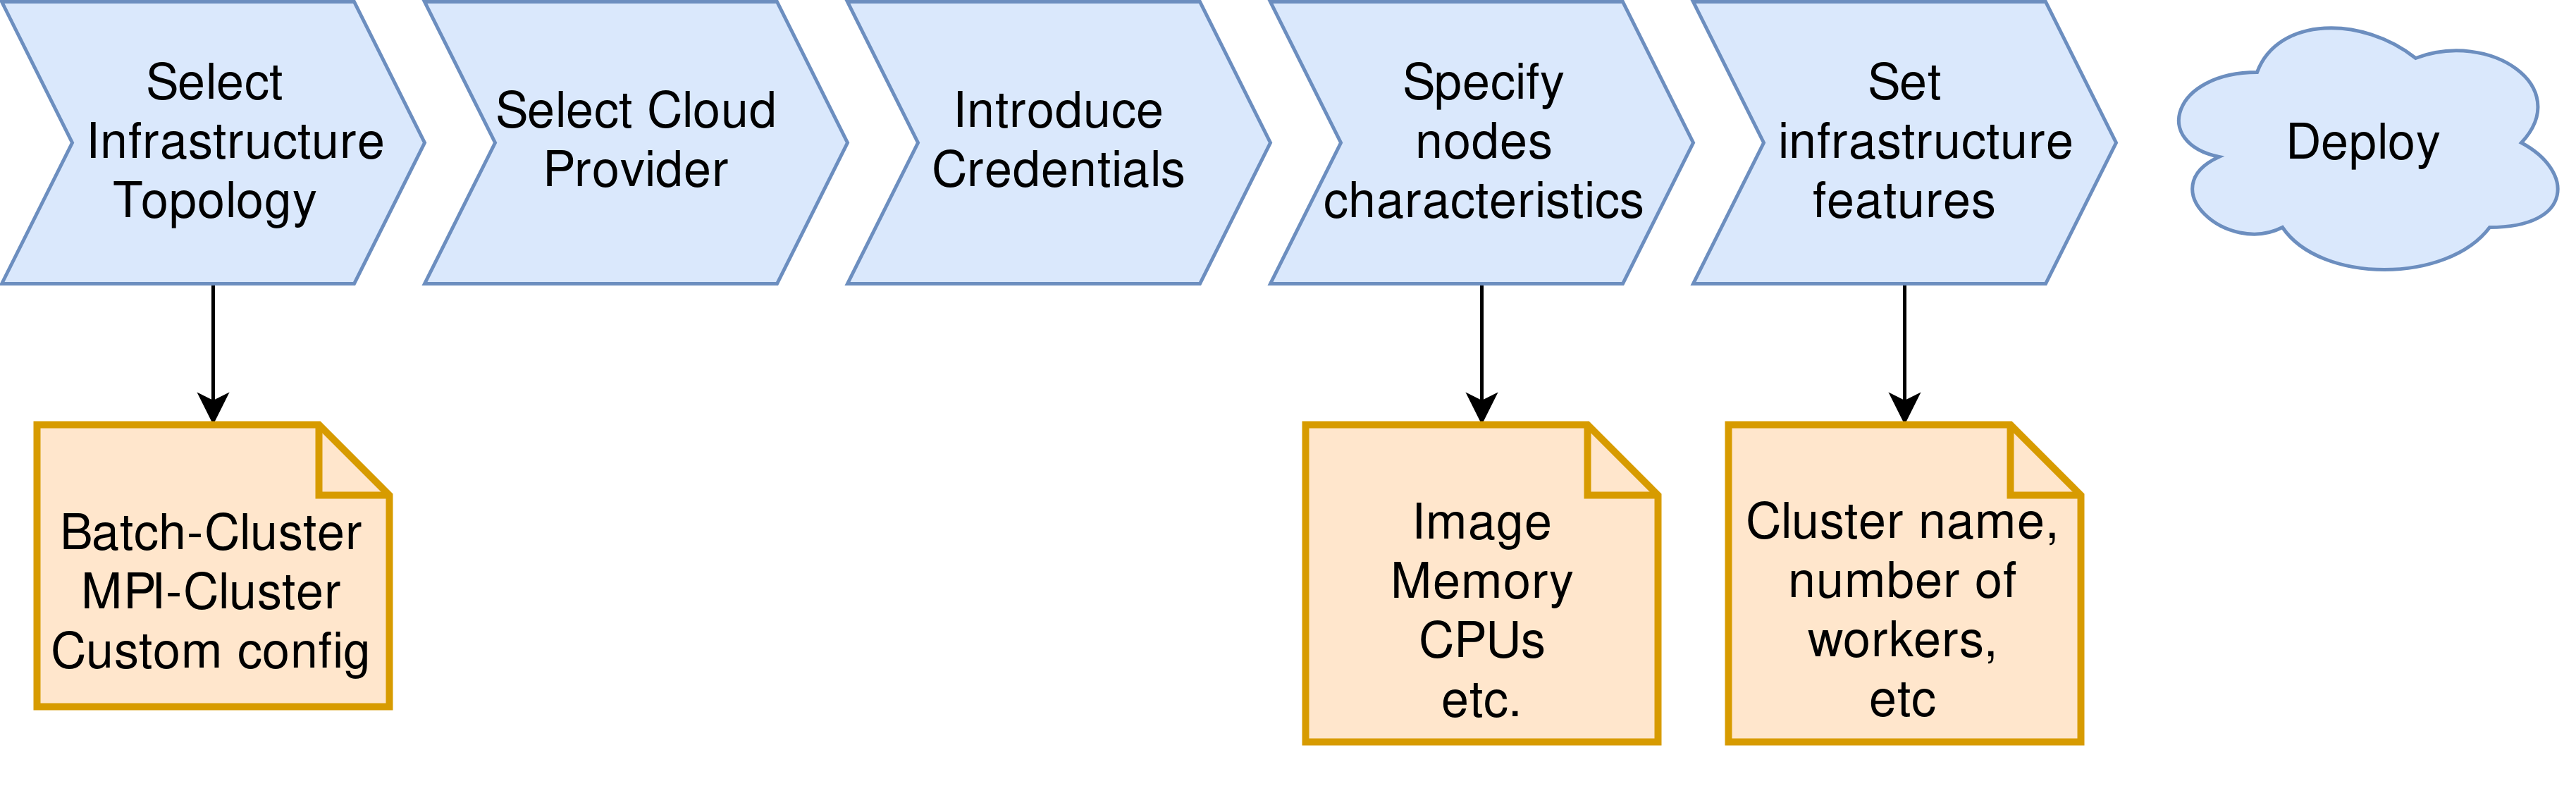 Select
Infrastructure
Topology
Select Cloud
Provider
Introduce
Credentials
Specify
nodes
characteristics
Set
infrastructure
features
Deploy
Batch-Cluster
MPI-Cluster
Custom config
Image
Memory
CPUs
etc.
Cluster name,
number of
workers,
etc